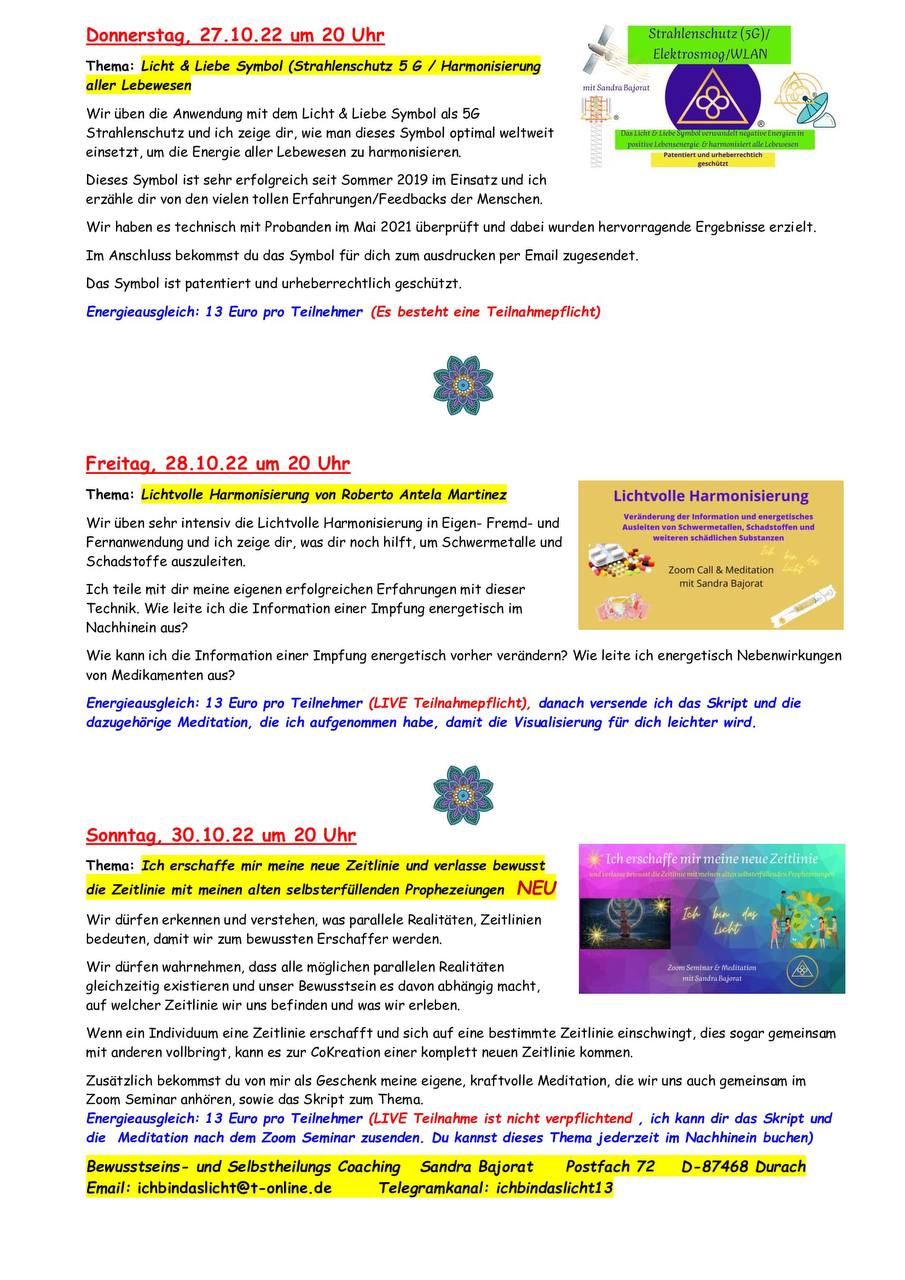 Donnerstag, 27.10.22 um 20 Uhr
Thema: Licht & Liebe Symbol (Strahlenschutz 5 G / Harmonisierung
aller Lebewesen
Wir üben die Anwendung mit dem Licht & Liebe Symbol als 5G
Strahlenschutz und ich zeige dir, wie man dieses Symbol optimal weltweit
einsetzt, um die Energie aller Lebewesen zu harmonisieren.
Dieses Symbol ist sehr erfolgreich seit Sommer 2019 im Einsatz und ich
erzähle dir von den vielen tollen Erfahrungen/Feedbacks der Menschen.
Strahlenschutz (5G)/
Elektrosmog/WLAN
mit Sandra Bajorat
®
®
Das Licht & Liebe Symbol verwandelt negative Energien in
positive Lebensenergie & harmonisiert alle Lebewesen
Patentiert und urheberrechtlich
geschützt
Wir haben es technisch mit Probanden im Mai 2021 überprüft und dabei wurden hervorragende Ergebnisse erzielt.
Im Anschluss bekommst du das Symbol für dich zum ausdrucken per Email zugesendet.
Das Symbol ist patentiert und urheberrechtlich geschützt.
Energieausgleich: 13 Euro pro Teilnehmer (Es besteht eine Teilnahmepflicht)
Freitag, 28.10.22 um 20 Uhr
Thema: Lichtvolle Harmonisierung von Roberto Antela Martinez
Wir üben sehr intensiv die Lichtvolle Harmonisierung in Eigen- Fremd- und
Fernanwendung und ich zeige dir, was dir noch hilft, um Schwermetalle und
Schadstoffe auszuleiten.
Ich teile mit dir meine eigenen erfolgreichen Erfahrungen mit dieser
Technik. Wie leite ich die Information einer Impfung energetisch im
Nachhinein aus?
Lichtvolle Harmonisierung
Veränderung der Information und energetisches
Ausleiten von Schwermetallen, Schadstoffen und
weiteren schädlichen Substanzen
Ich bin das
Licht
Zoom Call & Meditation
mit Sandra Bajorat
Wie kann ich die Information einer Impfung energetisch vorher verändern? Wie leite ich energetisch Nebenwirkungen
von Medikamenten aus?
Energieausgleich: 13 Euro pro Teilnehmer (LIVE Teilnahmepflicht), danach versende ich das Skript und die
dazugehörige Meditation, die ich aufgenommen habe, damit die Visualisierung für dich leichter wird.
Sonntag, 30.10.22 um 20 Uhr
Thema: Ich erschaffe mir meine neue Zeitlinie und verlasse bewusst
die Zeitlinie mit meinen alten selbsterfüllenden Prophezeiungen NEU
Wir dürfen erkennen und verstehen, was parallele Realitäten, Zeitlinien
bedeuten, damit wir zum bewussten Erschaffer werden.
Wir dürfen wahrnehmen, dass alle möglichen parallelen Realitäten
gleichzeitig existieren und unser Bewusstsein es davon abhängig macht,
auf welcher Zeitlinie wir uns befinden und was wir erleben.
Ich erschaffe mir meine neue Zeitlinie
und verlasse bewusst die Zeitlinie mit meinen alten selbsterfüllenden Prophezeiungen
Ich bin das
Licht
Zoom Seminar & Meditation
mit Sandra Bajorat
Wenn ein Individuum eine Zeitlinie erschafft und sich auf eine bestimmte Zeitlinie einschwingt, dies sogar gemeinsam
mit anderen vollbringt, kann es zur CoKreation einer komplett neuen Zeitlinie kommen.
Zusätzlich bekommst du von mir als Geschenk meine eigene, kraftvolle Meditation, die wir uns auch gemeinsam im
Zoom Seminar anhören, sowie das Skript zum Thema.
Energieausgleich: 13 Euro pro Teilnehmer (LIVE Teilnahme ist nicht verpflichtend , ich kann dir das Skript und
die Meditation nach dem Zoom Seminar zusenden. Du kannst dieses Thema jederzeit im Nachhinein buchen)
Bewusstseins- und Selbstheilungs Coaching Sandra Bajorat Postfach 72 D-87468 Durach
Email: ichbindaslicht@t-online.de Telegramkanal: ichbindaslicht13